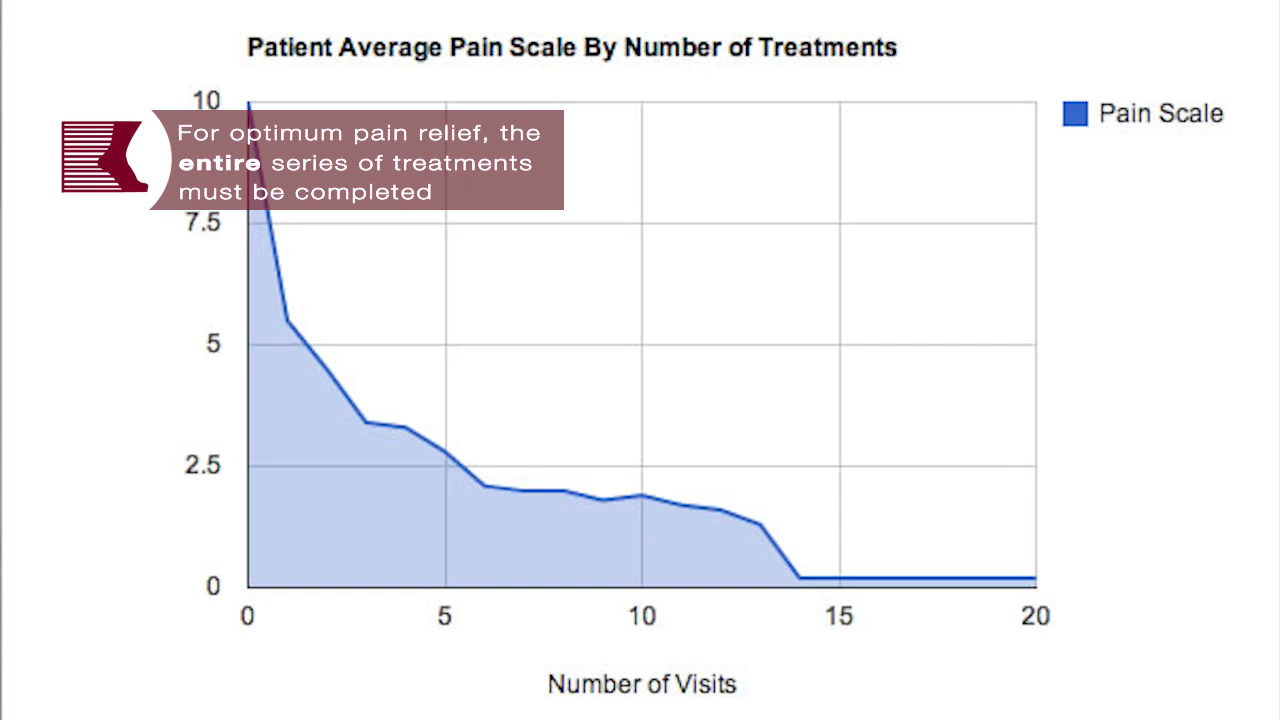 Patient Average Pain Scale By Number of Treatments
10
Pain Scale
For optimum pain relief, the
entire series of treatments
must be completed
7.5
5
2.5
0
0 5 10 15 20
Number of Visits